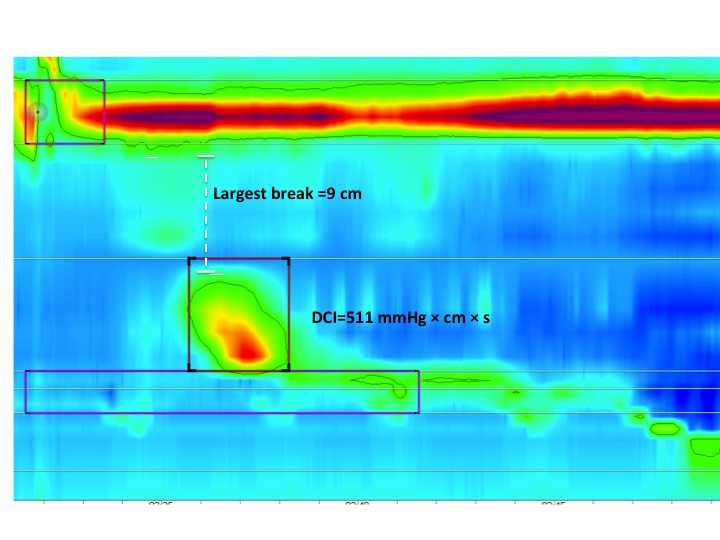 Largest break =9 cm
DCI=511 mmHg × cm × s